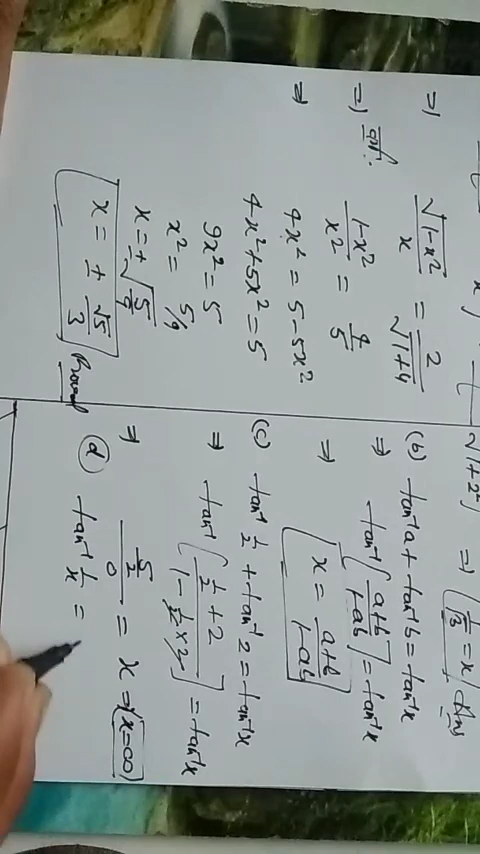 ⇒ √(1-x²)/x = 2/√(1+4)
⇒ (1-x²)/x² = 4/5
⇒ 4x² = 5-5x²
4x²+5x² = 5
9x² = 5
x² = 5/9
x = ±√(5/9)
x = ± √5/3
Proved
√(1+2²) ⇒ 1/√3 = x Ans
(b) tan⁻¹a + tan⁻¹b = tan⁻¹x
⇒ tan⁻¹[(a+b)/(1-ab)] = tan⁻¹x
⇒ x = (a+b)/(1-ab)
(c) tan⁻¹ 1/2 + tan⁻¹ 2 = tan⁻¹x
⇒ tan⁻¹[(1/2 + 2)/(1 - 1/2 × 2)] = tan⁻¹x
⇒ (5/2)/0 = x ⇒ (x = ∞)
(d) tan⁻¹ 1/x =